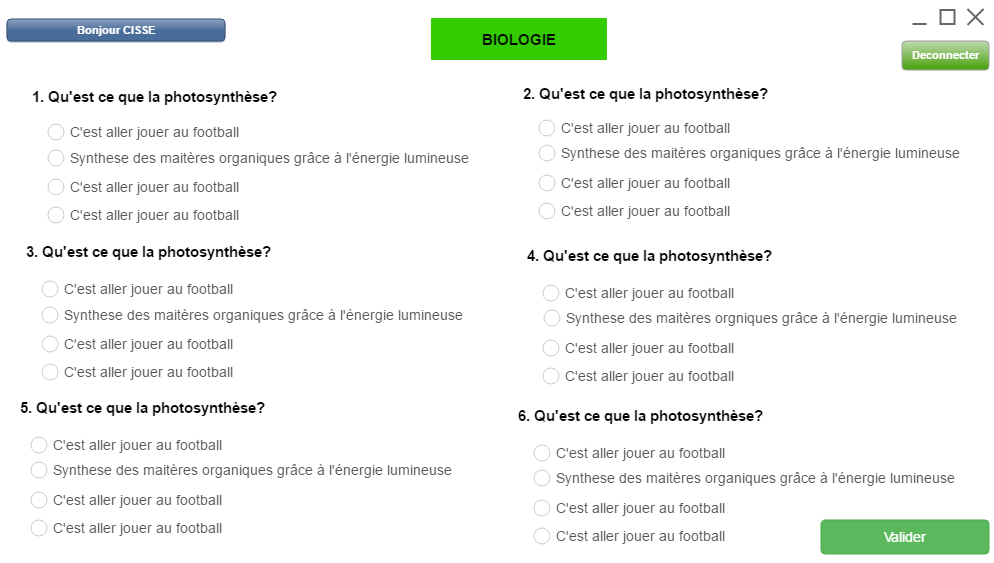 Bonjour CISSE
BIOLOGIE
Deconnecter
1. Qu'est ce que la photosynthèse?
C'est aller jouer au football
Synthese des maitères organiques grâce à l'énergie lumineuse
C'est aller jouer au football
C'est aller jouer au football
2. Qu'est ce que la photosynthèse?
C'est aller jouer au football
Synthese des maitères organiques grâce à l'énergie lumineuse
C'est aller jouer au football
C'est aller jouer au football
3. Qu'est ce que la photosynthèse?
C'est aller jouer au football
Synthese des maitères organiques grâce à l'énergie lumineuse
C'est aller jouer au football
C'est aller jouer au football
4. Qu'est ce que la photosynthèse?
C'est aller jouer au football
Synthese des maitères orgniques grâce à l'énergie lumineuse
C'est aller jouer au football
C'est aller jouer au football
5. Qu'est ce que la photosynthèse?
C'est aller jouer au football
Synthese des maitères organiques grâce à l'énergie lumineuse
C'est aller jouer au football
C'est aller jouer au football
6. Qu'est ce que la photosynthèse?
C'est aller jouer au football
Synthese des maitères organiques grâce à l'énergie lumineuse
C'est aller jouer au football
C'est aller jouer au football
Valider